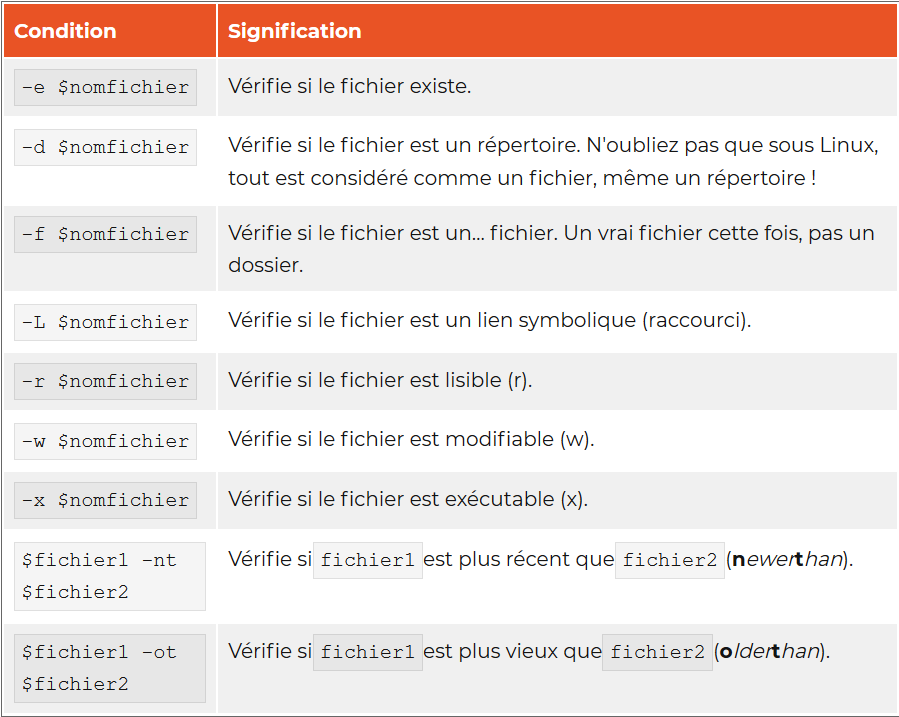 Condition Signification
-e $nomfichier Vérifie si le fichier existe.
-d $nomfichier Vérifie si le fichier est un répertoire. N'oubliez pas que sous Linux,
tout est considéré comme un fichier, même un répertoire !
-f $nomfichier Vérifie si le fichier est un... fichier. Un vrai fichier cette fois, pas un
dossier.
-L $nomfichier Vérifie si le fichier est un lien symbolique (raccourci).
-r $nomfichier Vérifie si le fichier est lisible (r).
-w $nomfichier Vérifie si le fichier est modifiable (w).
-x $nomfichier Vérifie si le fichier est exécutable (x).
$fichier1 -nt Vérifie si fichier1 est plus récent que fichier2 (newerthan).
$fichier2
$fichier1 -ot Vérifie si fichier1 est plus vieux que fichier2 (olderthan).
$fichier2